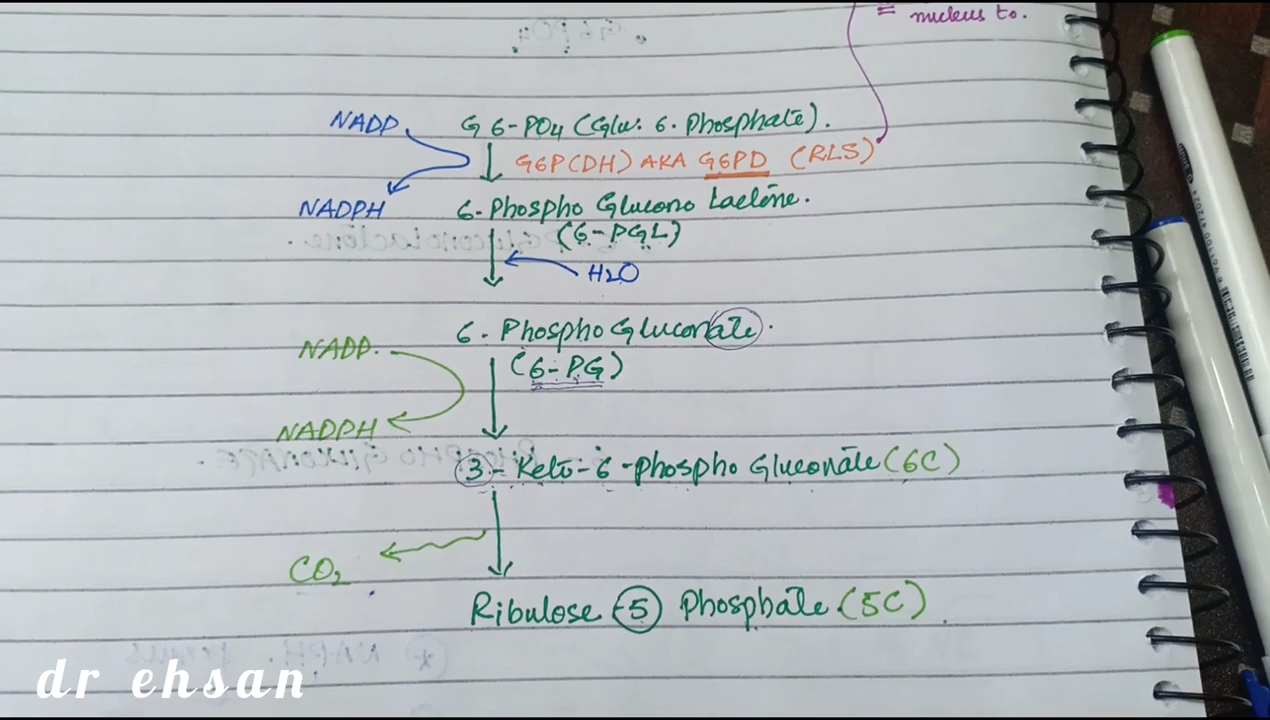 = nucleus to.
NADP G 6-PO4 (Glu. 6. Phosphate).
G6P(DH) AKA G6PD (RLS)
NADPH 6-Phospho Glucono Lactone.
(6-PGL)
H2O
6-Phospho Gluconate.
NADP. (6-PG)
NADPH
3-Keto-6-phospho Gluconate (6C)
CO2
Ribulose-5 Phosphate (5C)
dr ehsan